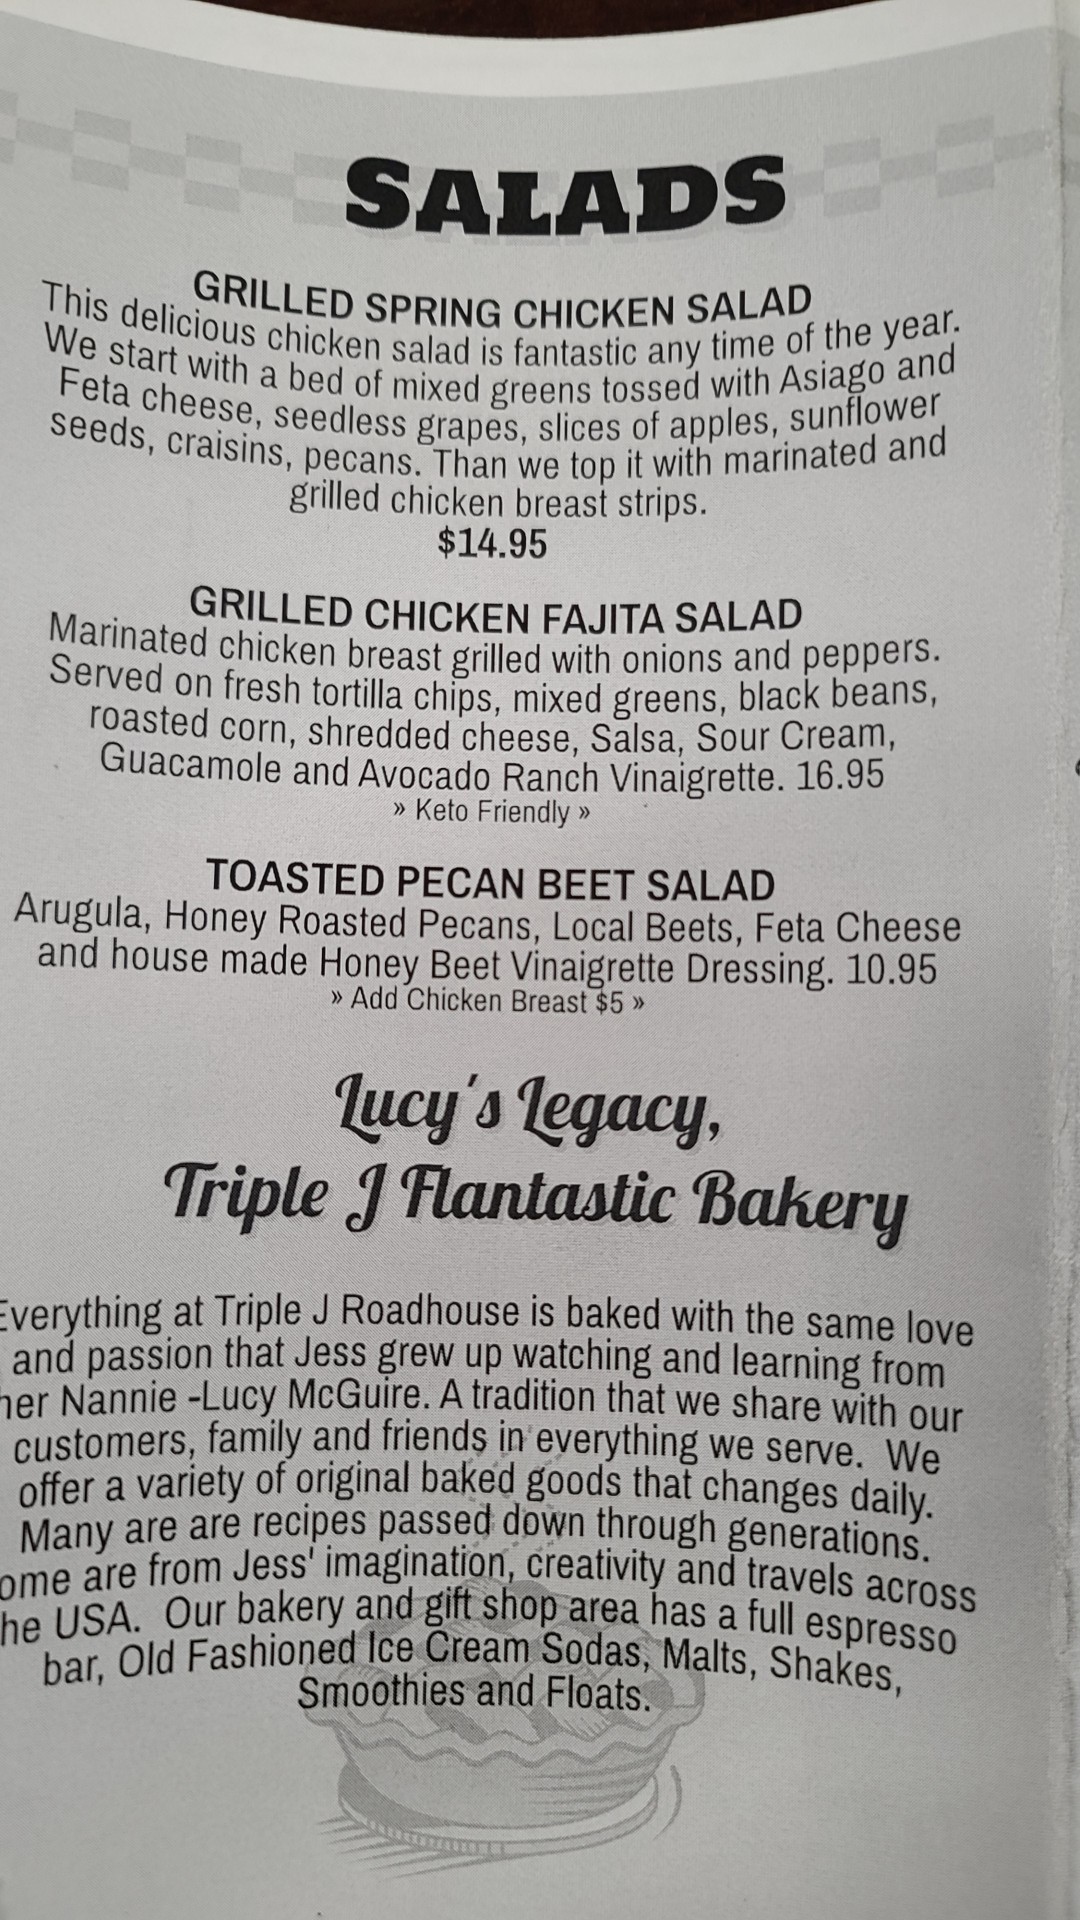 SALADS
GRILLED SPRING CHICKEN SALAD
This delicious chicken salad is fantastic any time of the year.
We start with a bed of mixed greens tossed with Asiago and
Feta cheese, seedless grapes, slices of apples, sunflower
seeds, craisins, pecans. Than we top it with marinated and
grilled chicken breast strips.
$14.95
GRILLED CHICKEN FAJITA SALAD
Marinated chicken breast grilled with onions and peppers.
Served on fresh tortilla chips, mixed greens, black beans,
roasted corn, shredded cheese, Salsa, Sour Cream,
Guacamole and Avocado Ranch Vinaigrette. 16.95
» Keto Friendly »
TOASTED PECAN BEET SALAD
Arugula, Honey Roasted Pecans, Local Beets, Feta Cheese
and house made Honey Beet Vinaigrette Dressing. 10.95
» Add Chicken Breast $5 »
Lucy's Legacy,
Triple J Flantastic Bakery
Everything at Triple J Roadhouse is baked with the same love
and passion that Jess grew up watching and learning from
her Nannie -Lucy McGuire. A tradition that we share with our
customers, family and friends in everything we serve. We
offer a variety of original baked goods that changes daily.
Many are are recipes passed down through generations.
ome are from Jess' imagination, creativity and travels across
he USA. Our bakery and gift shop area has a full espresso
bar, Old Fashioned Ice Cream Sodas, Malts, Shakes,
Smoothies and Floats.